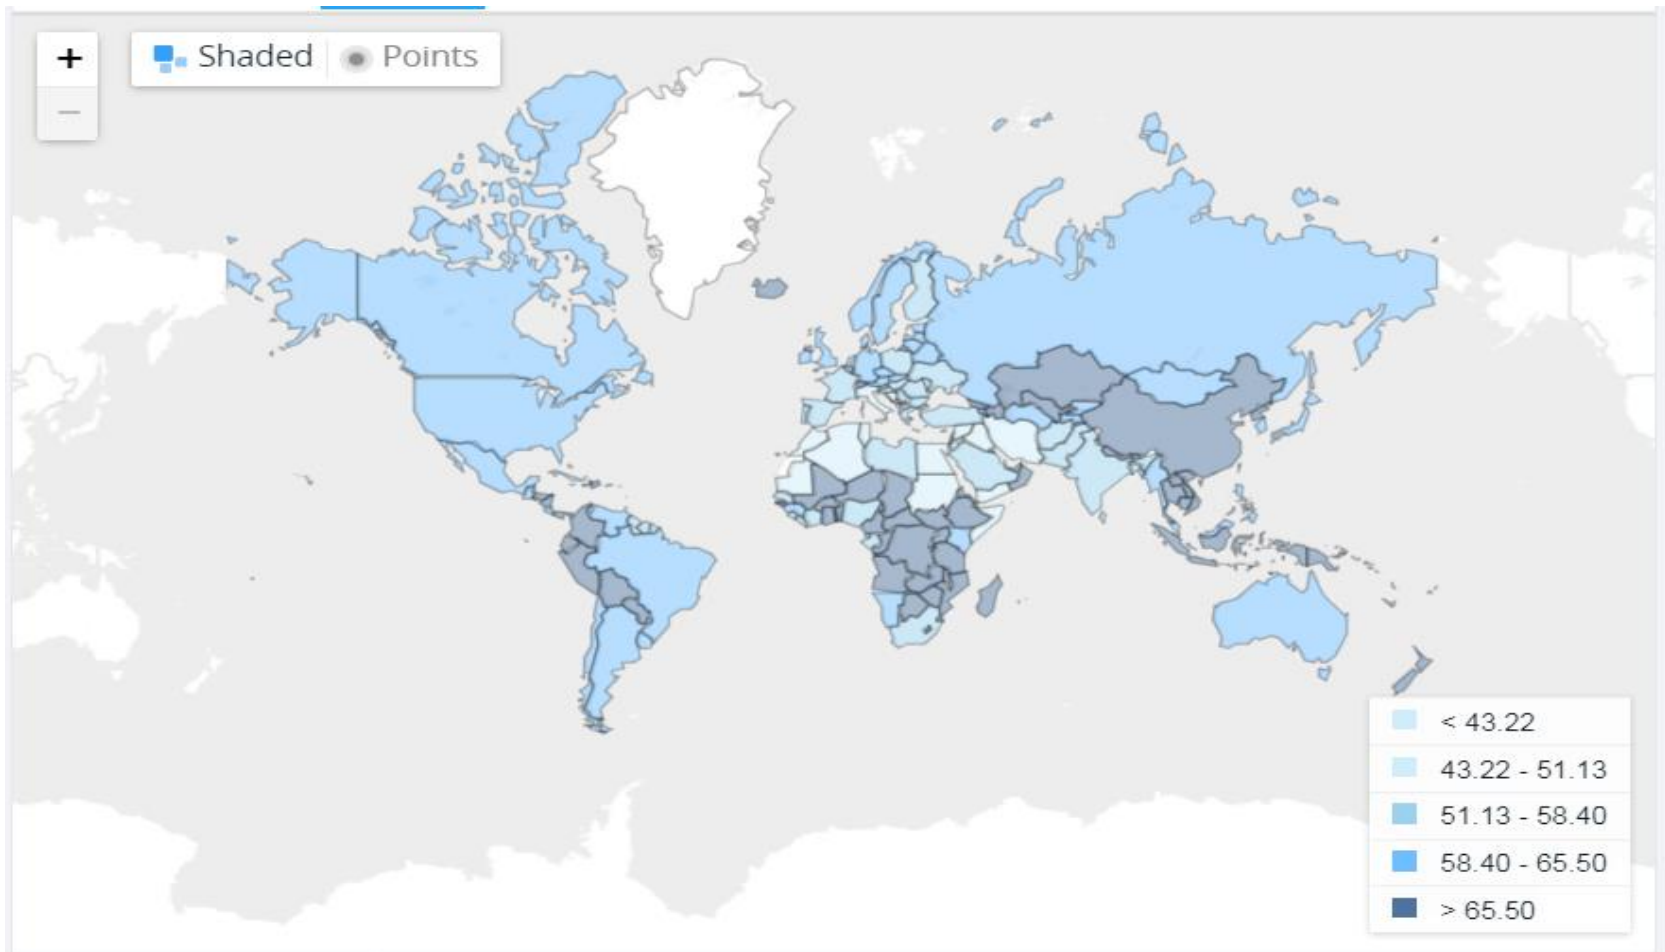 +
Shaded
Points
−
< 43.22
43.22 - 51.13
51.13 - 58.40
58.40 - 65.50
> 65.50